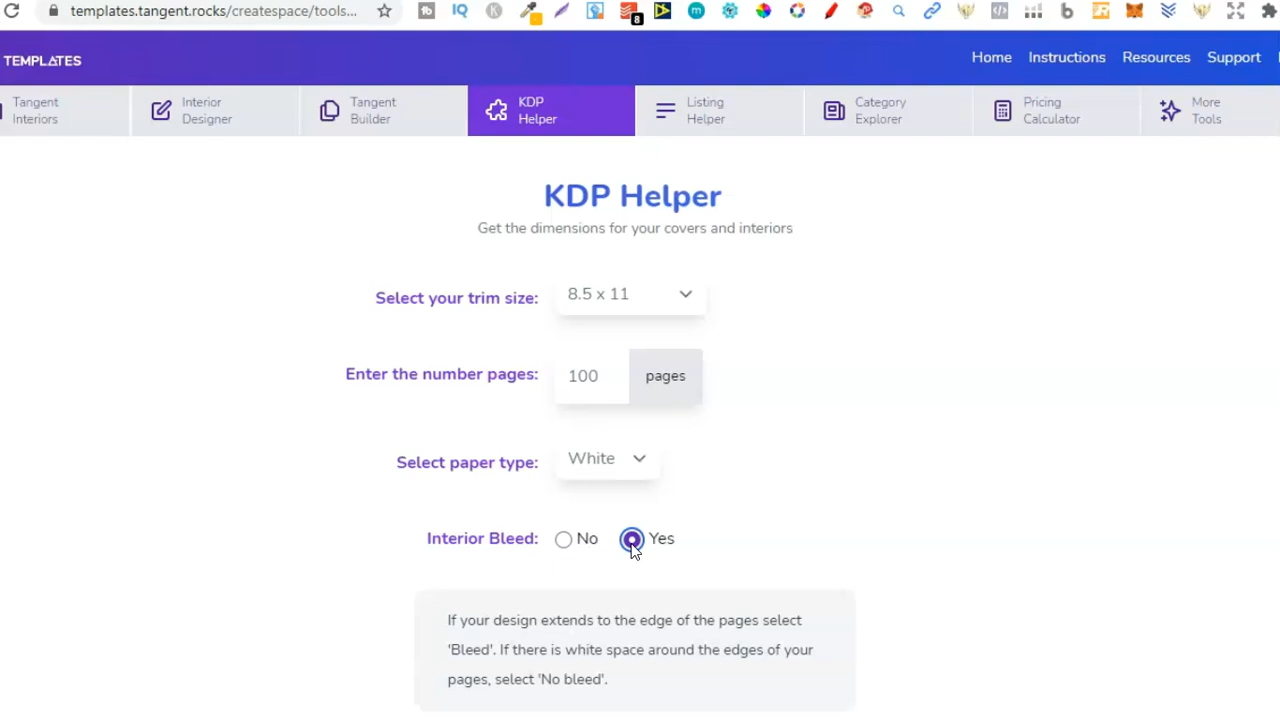 templates.tangent.rocks/createspace/tools...
8
TEMPLATES
Home Instructions Resources Support
Tangent Interiors
Interior Designer
Tangent Builder
KDP Helper
Listing Helper
Category Explorer
Pricing Calculator
More Tools
KDP Helper
Get the dimensions for your covers and interiors
Select your trim size: 8.5 x 11
Enter the number pages: 100 pages
Select paper type: White
Interior Bleed: No Yes
If your design extends to the edge of the pages select
'Bleed'. If there is white space around the edges of your
pages, select 'No bleed'.